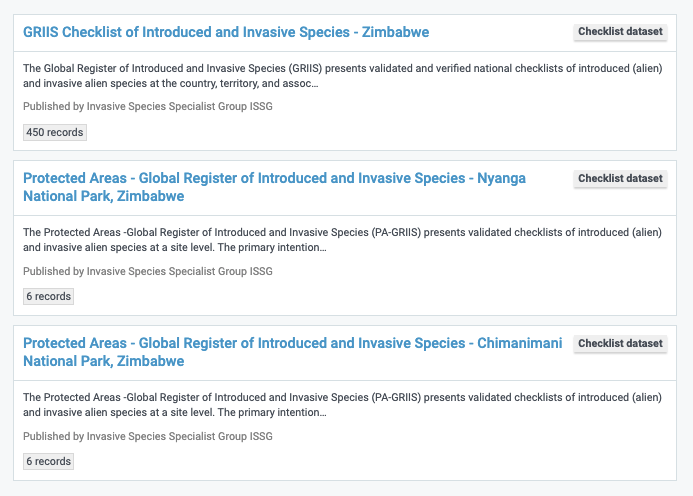 GRIIS Checklist of Introduced and Invasive Species - Zimbabwe
Checklist dataset
The Global Register of Introduced and Invasive Species (GRIIS) presents validated and verified national checklists of introduced (alien)
and invasive alien species at the country, territory, and assoc…
Published by Invasive Species Specialist Group ISSG
450 records
Protected Areas - Global Register of Introduced and Invasive Species - Nyanga
National Park, Zimbabwe
Checklist dataset
The Protected Areas -Global Register of Introduced and Invasive Species (PA-GRIIS) presents validated checklists of introduced (alien)
and invasive alien species at a site level. The primary intention…
Published by Invasive Species Specialist Group ISSG
6 records
Protected Areas - Global Register of Introduced and Invasive Species - Chimanimani
National Park, Zimbabwe
Checklist dataset
The Protected Areas -Global Register of Introduced and Invasive Species (PA-GRIIS) presents validated checklists of introduced (alien)
and invasive alien species at a site level. The primary intention…
Published by Invasive Species Specialist Group ISSG
6 records